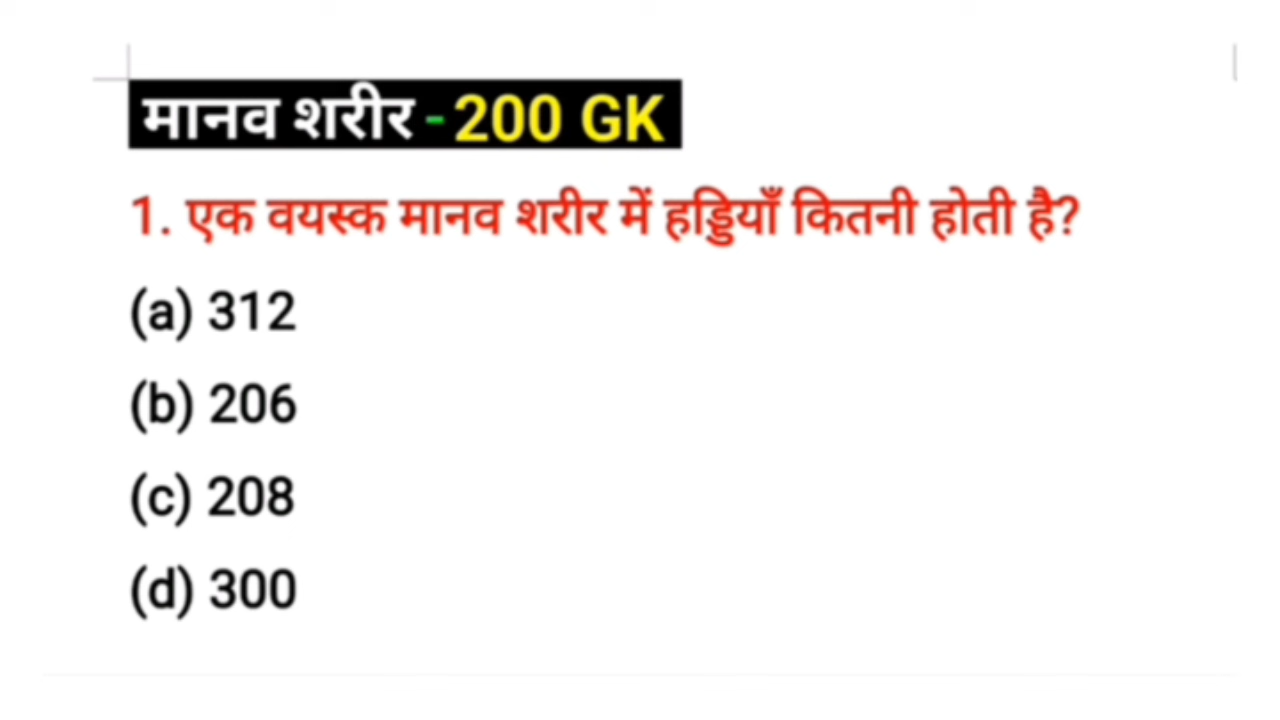 मानव शरीर - 200 GK
1. एक वयस्क मानव शरीर में हड्डियाँ कितनी होती है?
(a) 312
(b) 206
(c) 208
(d) 300